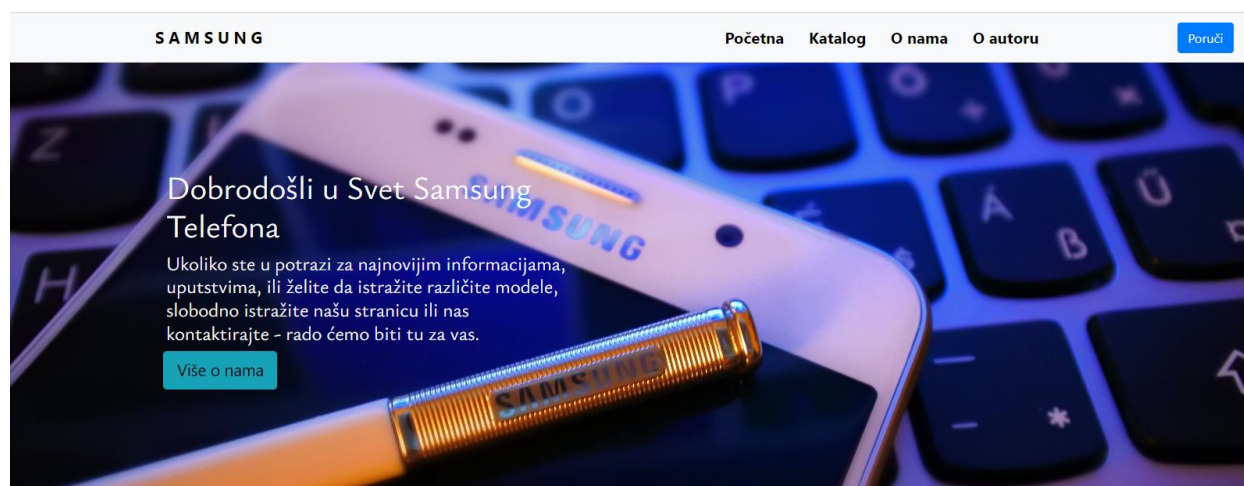 SAMSUNG
Početna Katalog O nama O autoru
Poruči
Dobrodošli u Svet Samsung
Telefona
Ukoliko ste u potrazi za najnovijim informacijama,
uputstvima, ili želite da istražite različite modele,
slobodno istražite našu stranicu ili nas
kontaktirajte - rado ćemo biti tu za vas.
Više o nama
SAMSUNG
SAMSUNG
Z
H
O
P
Ö
Á
ß
Ű
*